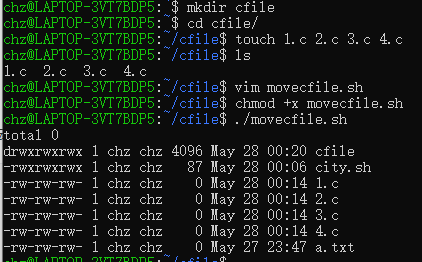 chz@LAPTOP-3VT7BDP5:~$ mkdir cfile
chz@LAPTOP-3VT7BDP5:~$ cd cfile/
chz@LAPTOP-3VT7BDP5:~/cfile$ touch 1.c 2.c 3.c 4.c
chz@LAPTOP-3VT7BDP5:~/cfile$ ls
1.c 2.c 3.c 4.c
chz@LAPTOP-3VT7BDP5:~/cfile$ vim movecfile.sh
chz@LAPTOP-3VT7BDP5:~/cfile$ chmod +x movecfile.sh
chz@LAPTOP-3VT7BDP5:~/cfile$ ./movecfile.sh
total 0
drwxrwxrwx 1 chz chz 4096 May 28 00:20 cfile
-rwxrwxrwx 1 chz chz 87 May 28 00:06 city.sh
-rw-rw-rw- 1 chz chz 0 May 28 00:14 1.c
-rw-rw-rw- 1 chz chz 0 May 28 00:14 2.c
-rw-rw-rw- 1 chz chz 0 May 28 00:14 3.c
-rw-rw-rw- 1 chz chz 0 May 28 00:14 4.c
-rw-rw-rw- 1 chz chz 0 May 27 23:47 a.txt
chz@LAPTOP-3VT7BDP5:~/cfile$